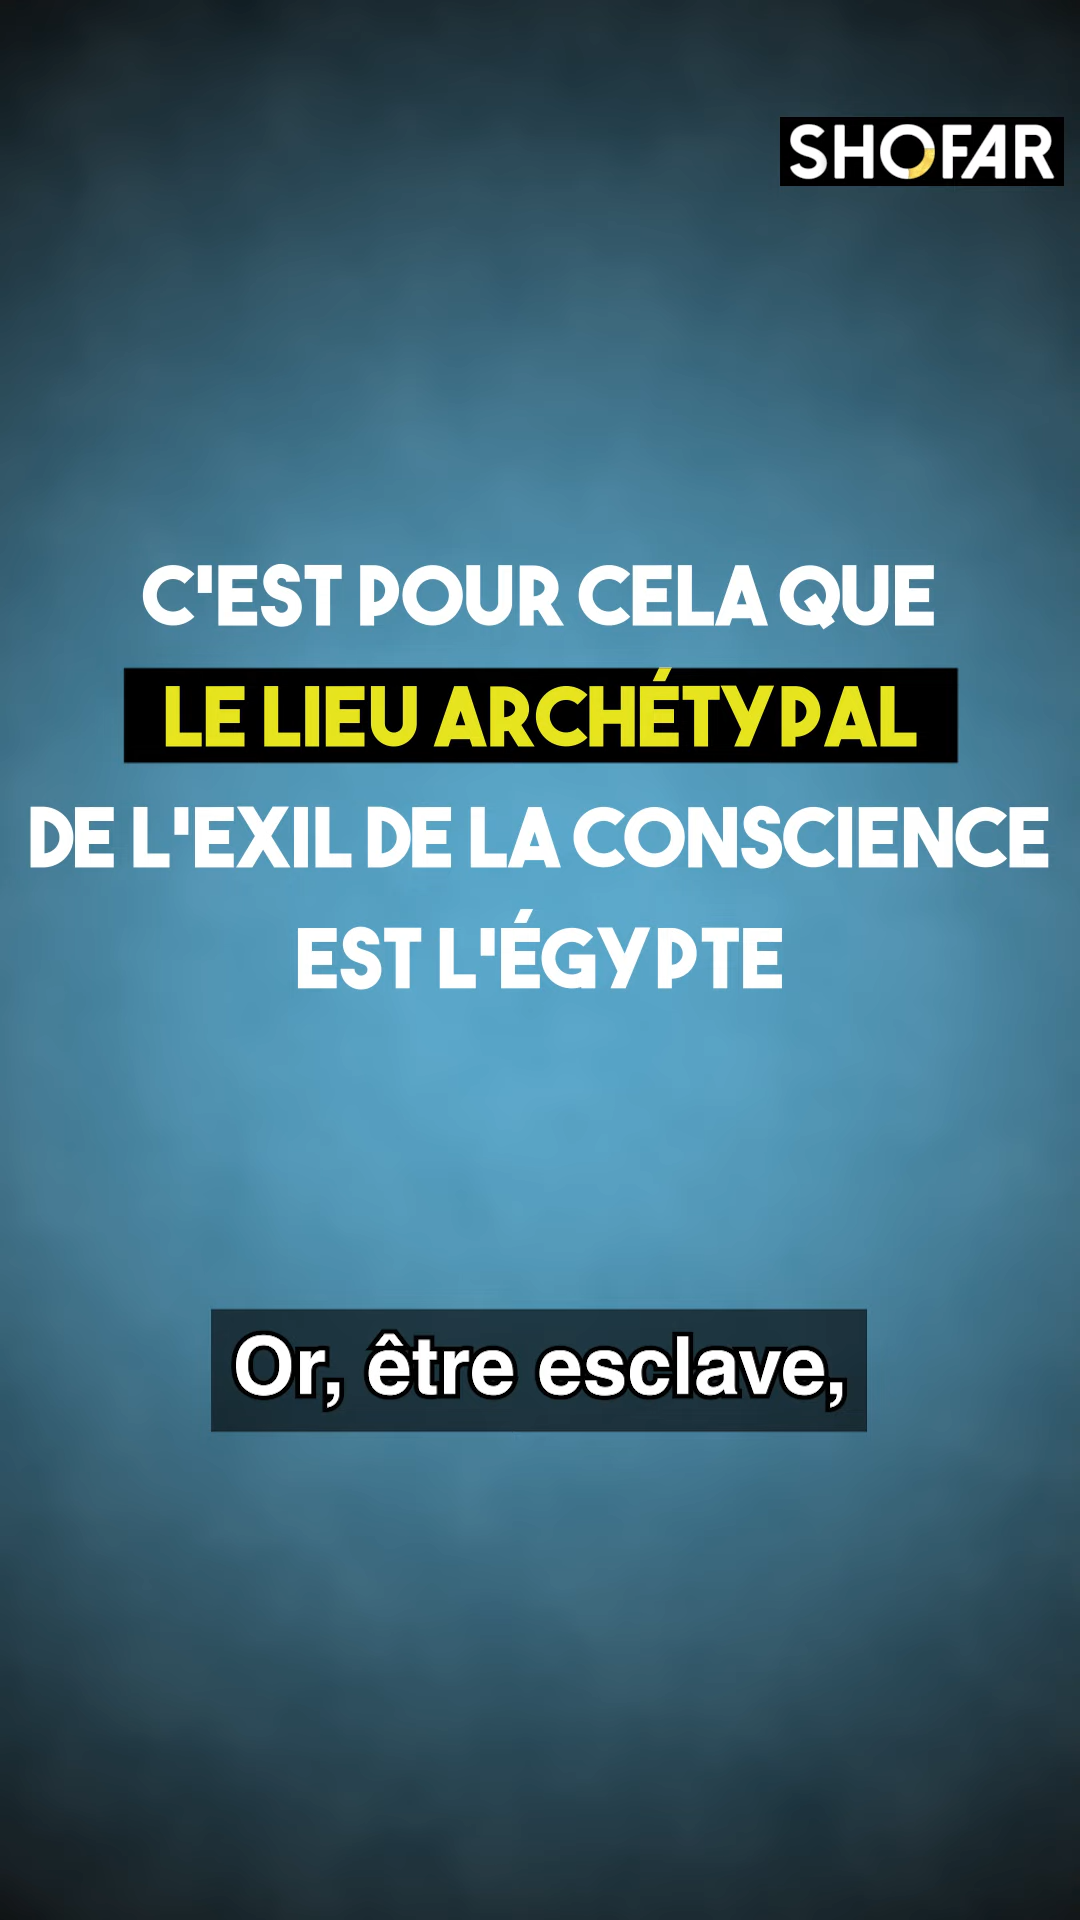 SHOFAR
C'EST POUR CELA QUE
LE LIEU ARCHÉTYPAL
DE L'EXIL DE LA CONSCIENCE
EST L'ÉGYPTE
Or, être esclave,